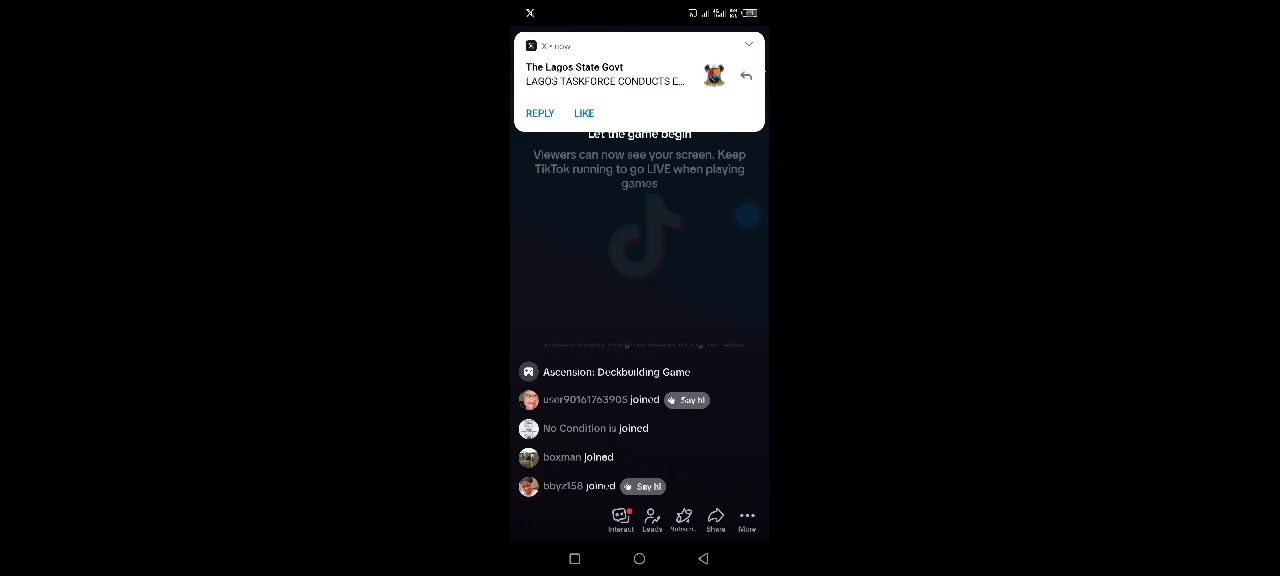 X • now
The Lagos State Govt
LAGOS TASKFORCE CONDUCTS E...
REPLY LIKE
Let the game begin
Viewers can now see your screen. Keep
TikTok running to go LIVE when playing
games
Ascension: Deckbuilding Game
user90161763905 joined Say hi
No Condition is joined
boxman joined
bbyz158 joined Say hi
Interact Leads Subscri... Share More